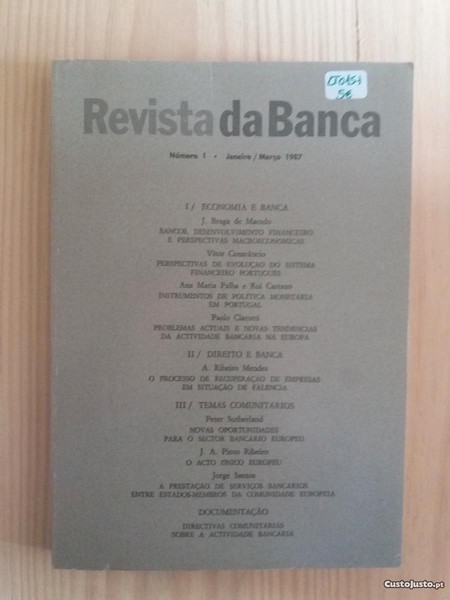 5€
Revista da Banca
Número 1 • Janeiro / Março 1987
I / ECONOMIA E BANCA
J. Braga de Macedo
BANCOS, DESENVOLVIMENTO FINANCEIRO
E PERSPECTIVAS MACROECONÓMICAS
Vítor Constâncio
PERSPECTIVAS DE EVOLUÇÃO DO SISTEMA
FINANCEIRO PORTUGUÊS
Ana Maria Palha e Rui Cartaxo
INSTRUMENTOS DE POLÍTICA MONETÁRIA
EM PORTUGAL
Paolo Clarotti
PROBLEMAS ACTUAIS E NOVAS TENDÊNCIAS
DA ACTIVIDADE BANCÁRIA NA EUROPA
II / DIREITO E BANCA
A. Ribeiro Mendes
O PROCESSO DE RECUPERAÇÃO DE EMPRESAS
EM SITUAÇÃO DE FALÊNCIA
III / TEMAS COMUNITÁRIOS
Peter Sutherland
NOVAS OPORTUNIDADES
PARA O SECTOR BANCÁRIO EUROPEU
J. A. Pinto Ribeiro
O ACTO ÚNICO EUROPEU
Jorge Santos
A PRESTAÇÃO DE SERVIÇOS BANCÁRIOS
ENTRE ESTADOS-MEMBROS DA COMUNIDADE EUROPEIA
DOCUMENTAÇÃO
DIRECTIVAS COMUNITÁRIAS
SOBRE A ACTIVIDADE BANCÁRIA
CustoJusto.pt